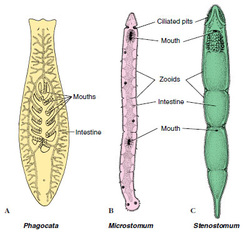 Ciliated pits
Mouth
Mouths
Zooids
Intestine
Intestine
Mouth
A
B
C
Phagocata
Microstomum
Stenostomum